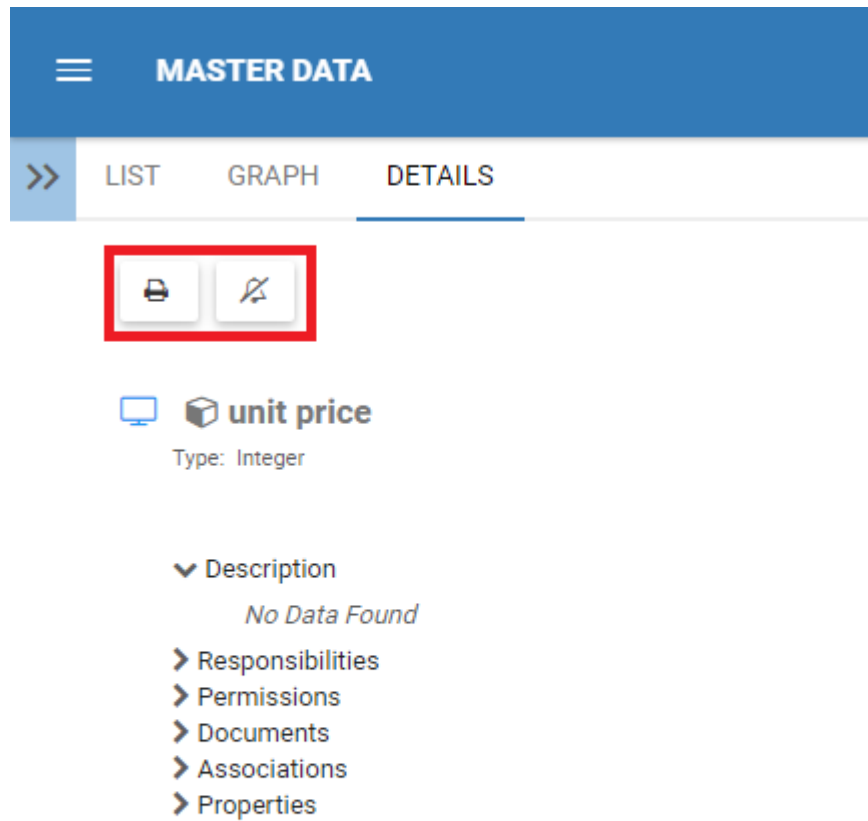 MASTER DATA
LIST GRAPH DETAILS
unit price
Type: Integer
Description
No Data Found
Responsibilities
Permissions
Documents
Associations
Properties